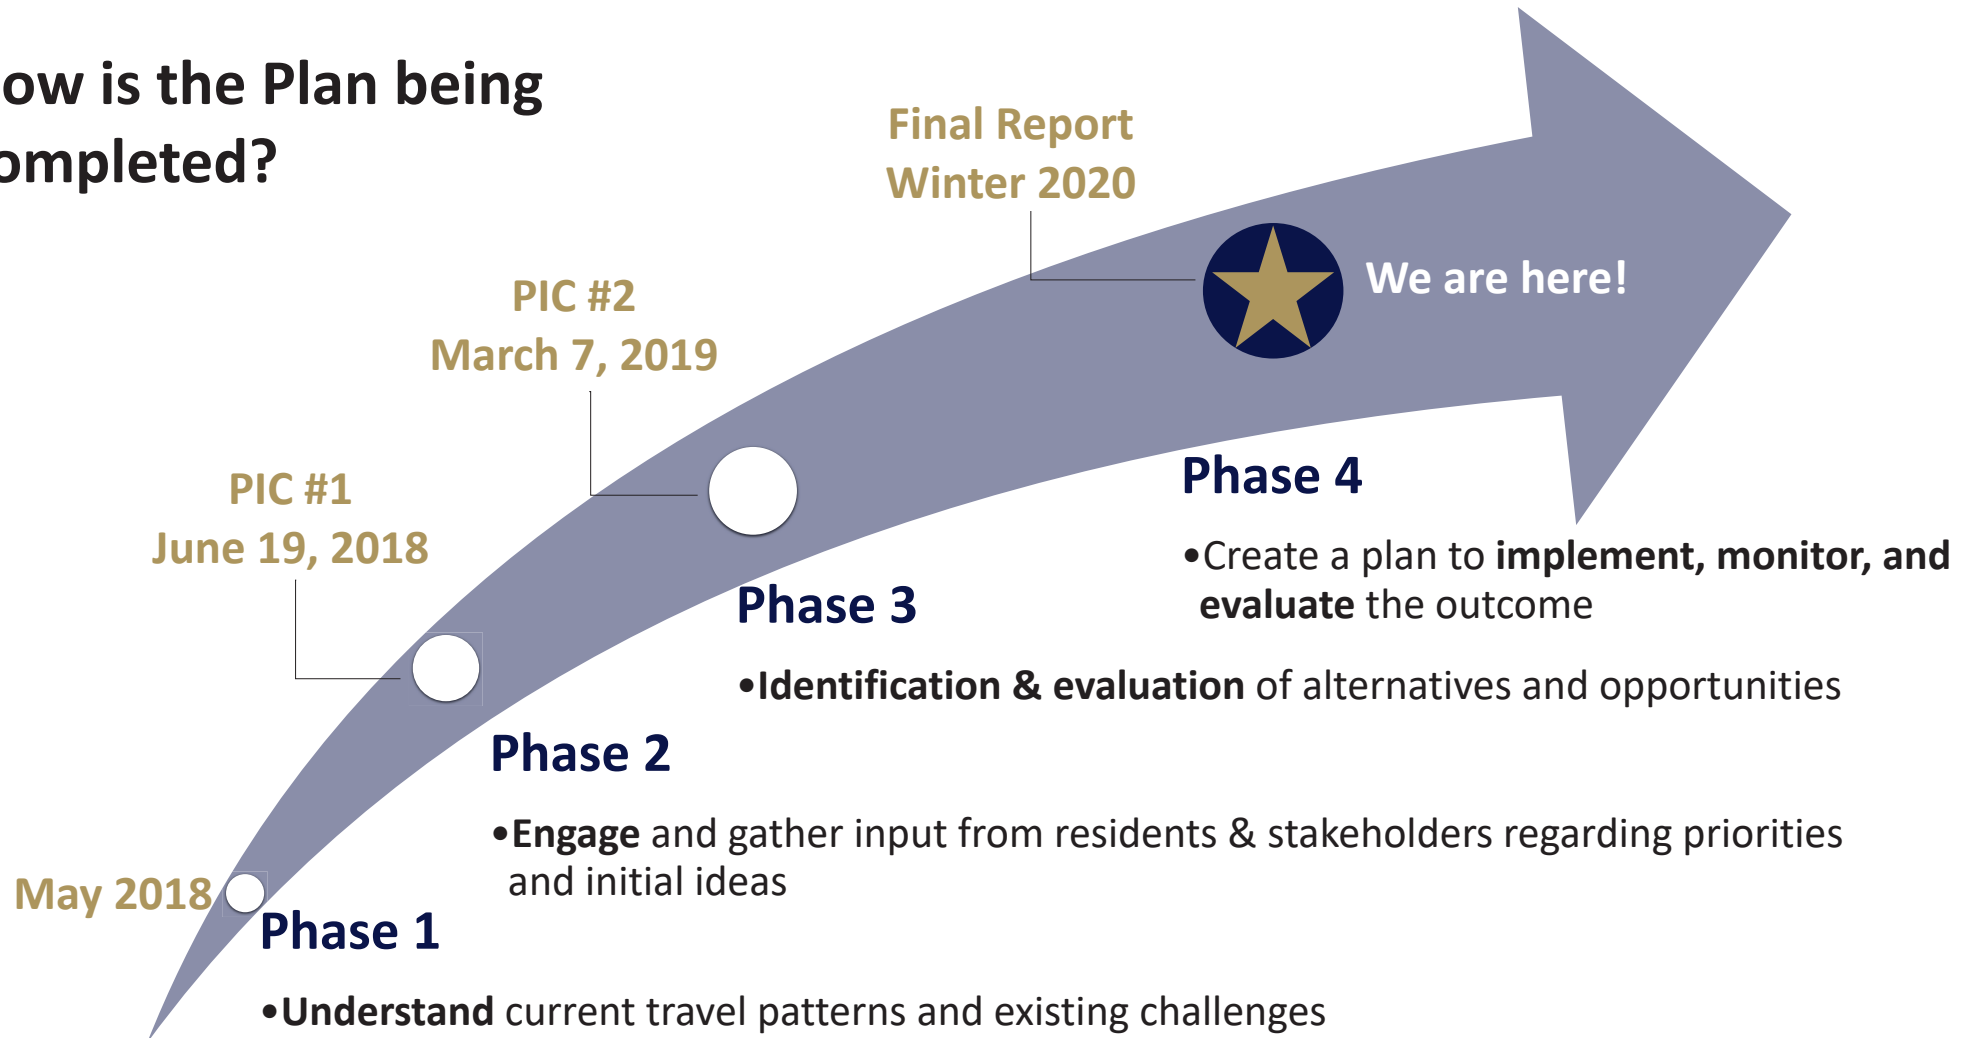 ow is the Plan being
ompleted?
Final Report
Winter 2020
We are here!
PIC #2
March 7, 2019
PIC #1
June 19, 2018
May 2018
Phase 4
•Create a plan to implement, monitor, and
evaluate the outcome
Phase 3
•Identification & evaluation of alternatives and opportunities
Phase 2
•Engage and gather input from residents & stakeholders regarding priorities
and initial ideas
Phase 1
•Understand current travel patterns and existing challenges